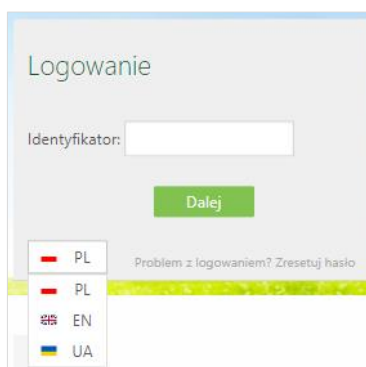 Logowanie
Identyfikator:
Dalej
PL
Problem z logowaniem? Zresetuj hasło
PL
EN
UA